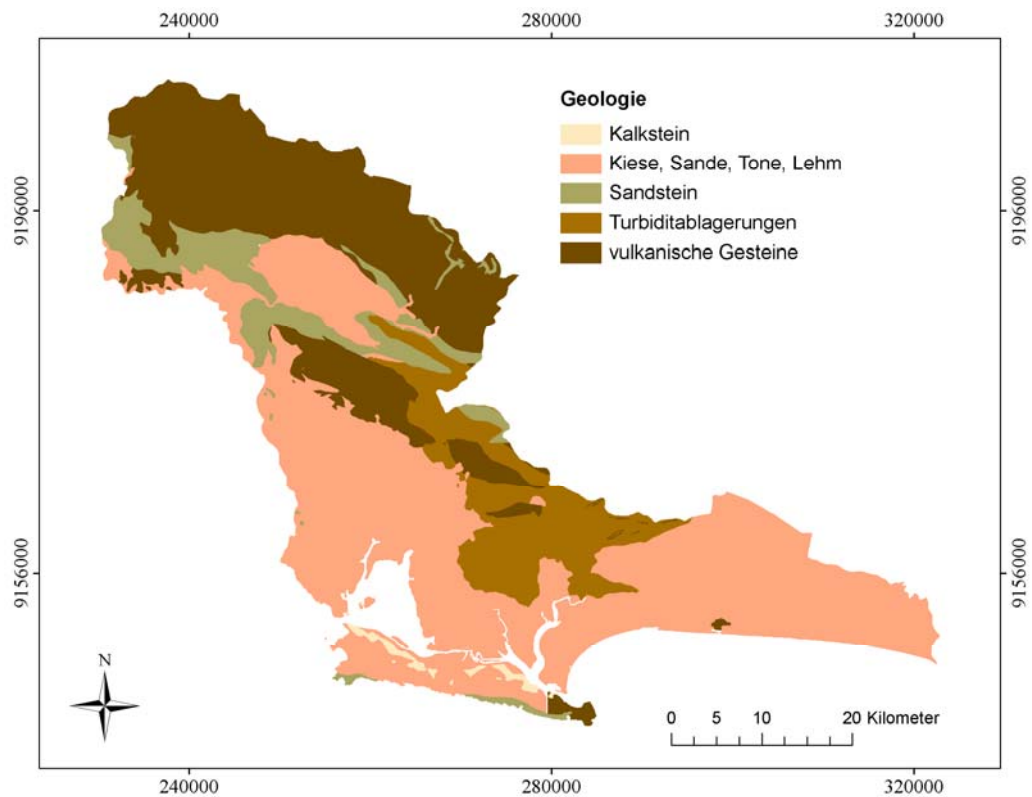 240000 280000 320000
Geologie
Kalkstein
Kiese, Sande, Tone, Lehm
Sandstein
9196000 9196000
Turbiditablagerungen
vulkanische Gesteine
9156000 9156000
N
0 5 10 20 Kilometer
240000 280000 320000